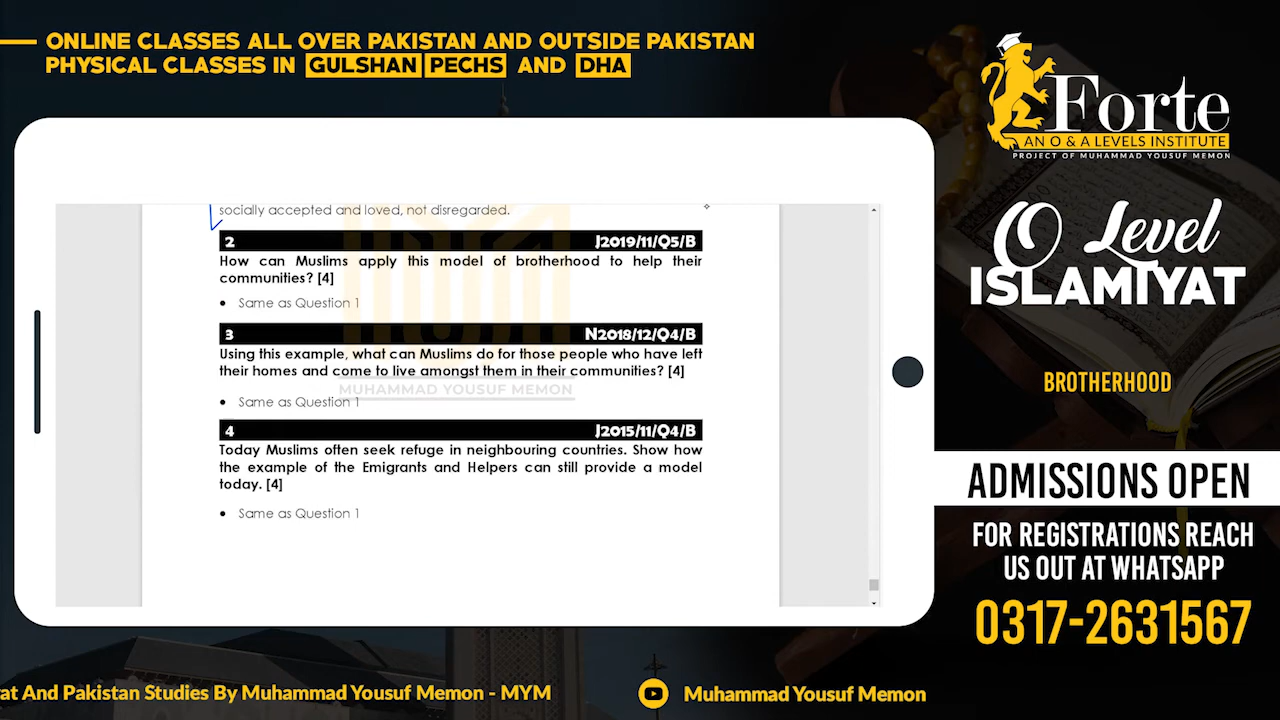 ONLINE CLASSES ALL OVER PAKISTAN AND OUTSIDE PAKISTAN
PHYSICAL CLASSES IN GULSHAN PECHS AND DHA
Forte
AN O & A LEVELS INSTITUTE
PROJECT OF MUHAMMAD YOUSUF MEMON
O Level
ISLAMIYAT
BROTHERHOOD
ADMISSIONS OPEN
FOR REGISTRATIONS REACH
US OUT AT WHATSAPP
0317-2631567
socially accepted and loved, not disregarded.
2 J2019/11/Q5/B
How can Muslims apply this model of brotherhood to help their
communities? [4]
• Same as Question 1
3 N2018/12/Q4/B
Using this example, what can Muslims do for those people who have left
their homes and come to live amongst them in their communities? [4]
MUHAMMAD YOUSUF MEMON
• Same as Question 1
4 J2015/11/Q4/B
Today Muslims often seek refuge in neighbouring countries. Show how
the example of the Emigrants and Helpers can still provide a model
today. [4]
• Same as Question 1
at And Pakistan Studies By Muhammad Yousuf Memon - MYM
Muhammad Yousuf Memon